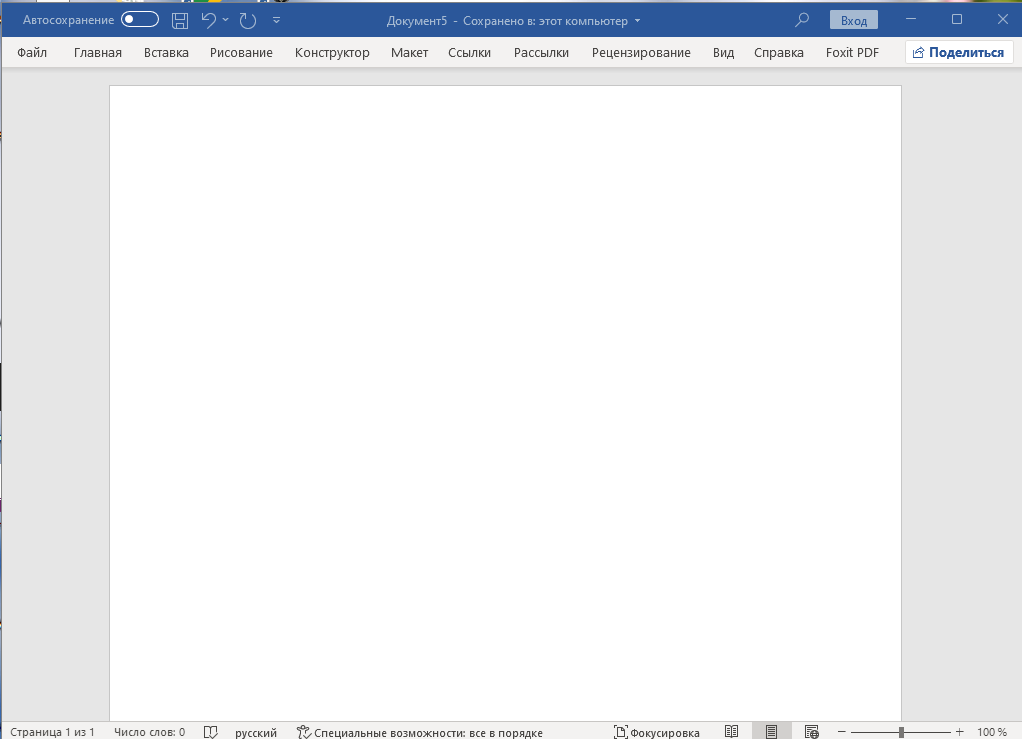 Автосохранение Документ5 - Сохранено в: этот компьютер Вход
Файл Главная Вставка Рисование Конструктор Макет Ссылки Рассылки Рецензирование Вид Справка Foxit PDF Поделиться
Страница 1 из 1 Число слов: 0 русский Специальные возможности: все в порядке Фокусировка 100 %